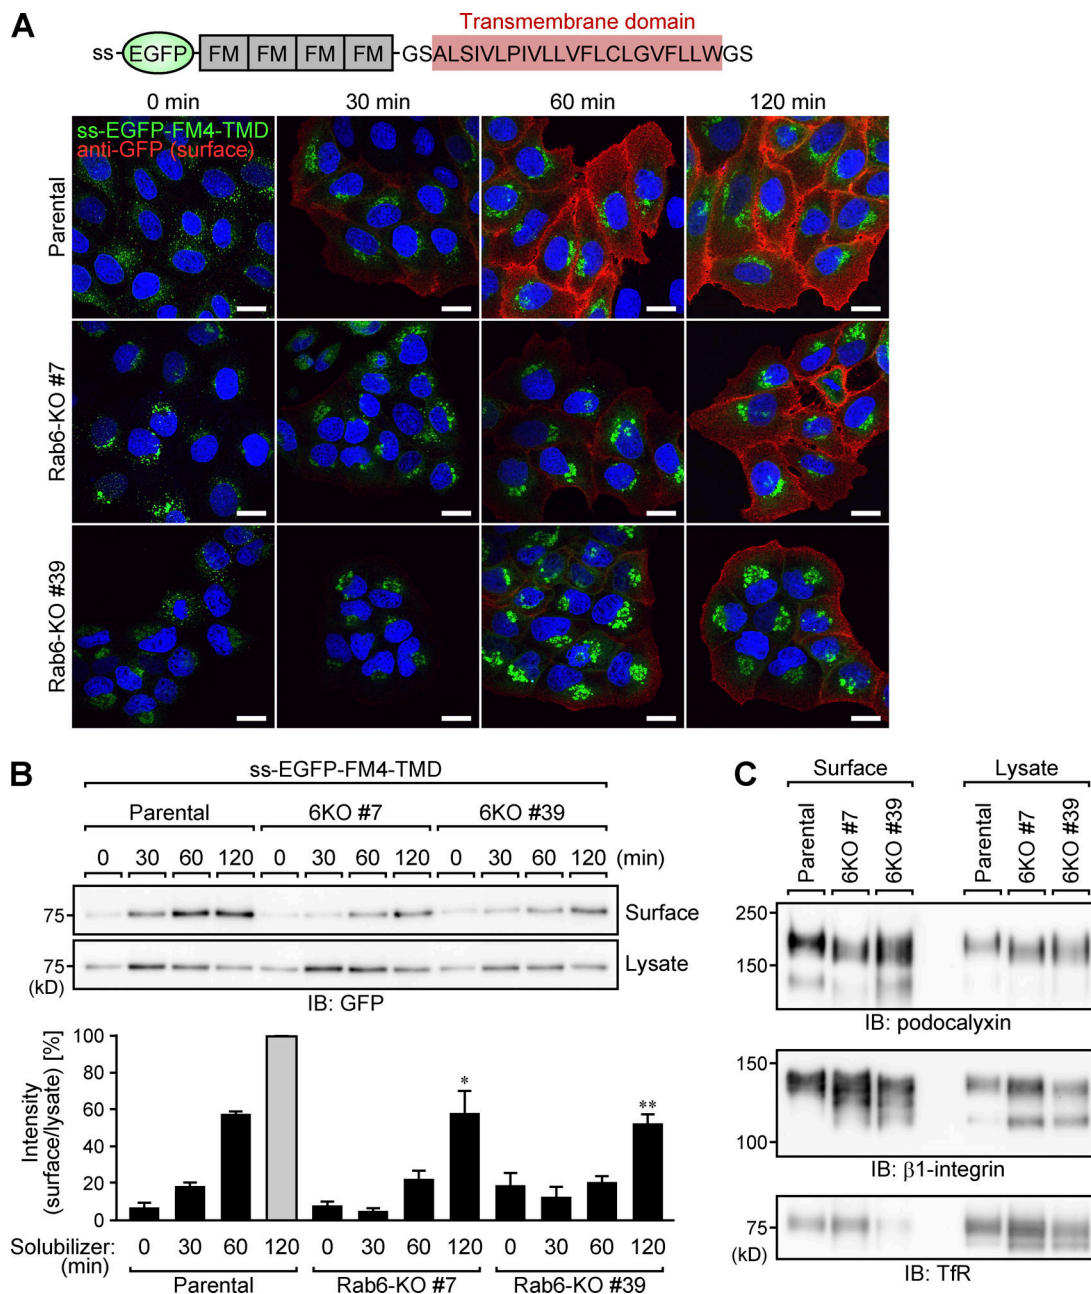 A
Transmembrane domain
ss-EGFP-FM FM FM FM-GSALSIVLPIVLLVFLCLGVFLLWGS
0 min 30 min 60 min 120 min
ss-EGFP-FM4-TMD
anti-GFP (surface)
Parental
Rab6-KO #7
Rab6-KO #39
B
ss-EGFP-FM4-TMD
Parental 6KO #7 6KO #39
0 30 60 120 0 30 60 120 0 30 60 120 (min)
75 Surface
75 Lysate
(kD)
IB: GFP
Intensity
(surface/lysate) [%]
100
80
60
40
20
0
* **
Solubilizer: 0 30 60 120 0 30 60 120 0 30 60 120
(min)
Parental Rab6-KO #7 Rab6-KO #39
C
Surface Lysate
Parental 6KO #7 6KO #39 Parental 6KO #7 6KO #39
250
150
IB: podocalyxin
150
100
IB: β1-integrin
75
(kD)
IB: TfR